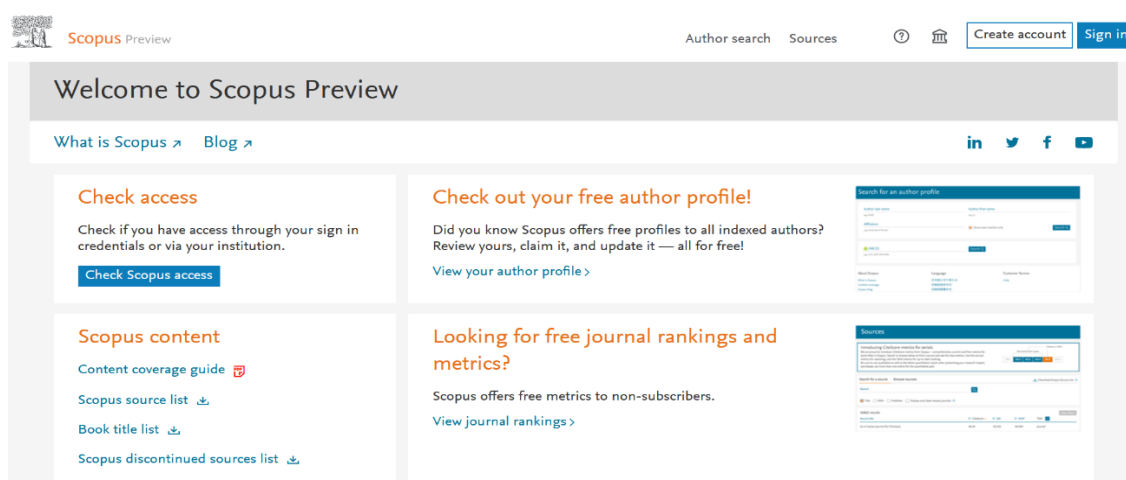 Scopus Preview
Author search Sources
Create account
Sign in
Welcome to Scopus Preview
What is Scopus
Blog
Check access
Check if you have access through your sign in
credentials or via your institution.
Check Scopus access
Check out your free author profile!
Did you know Scopus offers free profiles to all indexed authors?
Review yours, claim it, and update it — all for free!
View your author profile
Search for an author profile
Scopus content
Content coverage guide
Scopus source list
Book title list
Scopus discontinued sources list
Looking for free journal rankings and
metrics?
Scopus offers free metrics to non-subscribers.
View journal rankings
Sources